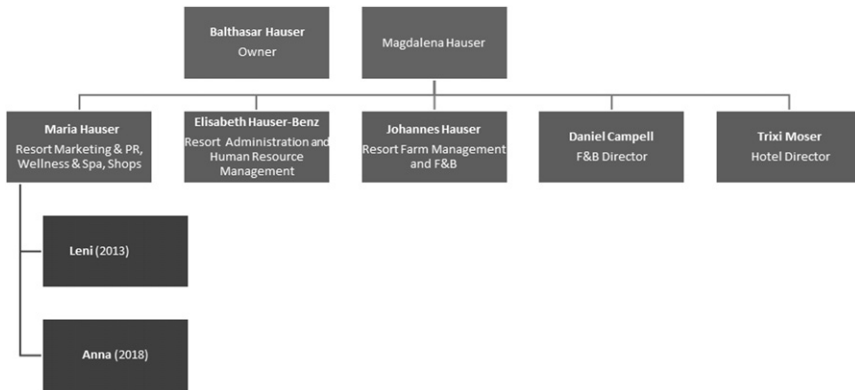 Balthasar Hauser
Owner
Magdalena Hauser
Maria Hauser
Resort Marketing & PR,
Wellness & Spa, Shops
Elisabeth Hauser-Benz
Resort Administration and
Human Resource
Management
Johannes Hauser
Resort Farm Management
and F&B
Daniel Campell
F&B Director
Trixi Moser
Hotel Director
Leni (2013)
Anna (2018)